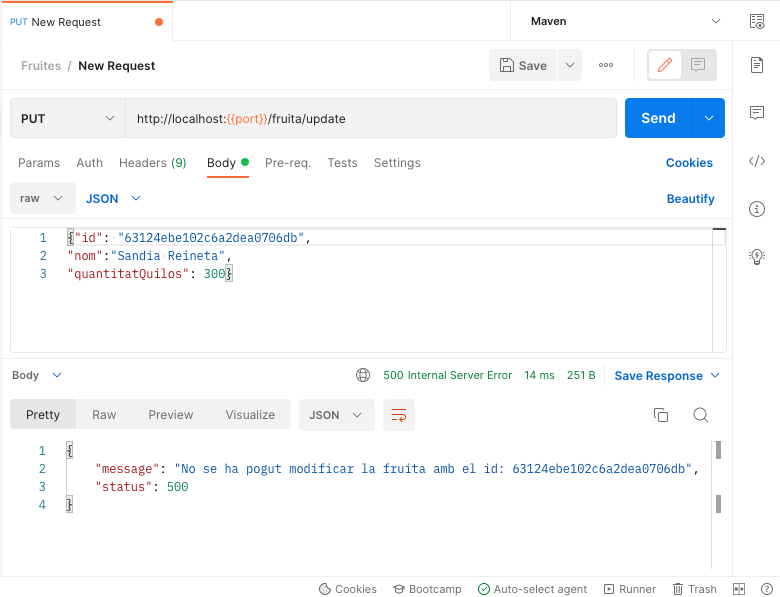 PUT New Request
Maven
Fruites / New Request
Save
PUT
http://localhost:{{port}}/fruita/update
Send
Params Auth Headers (9) Body Pre-req. Tests Settings
Cookies
raw JSON
Beautify
1 {"id": "63124ebe102c6a2dea0706db",
2 "nom":"Sandia Reineta",
3 "quantitatQuilos": 300}
Body
500 Internal Server Error 14 ms 251 B Save Response
Pretty Raw Preview Visualize JSON
1 {
2 "message": "No se ha pogut modificar la fruita amb el id: 63124ebe102c6a2dea0706db",
3 "status": 500
4 }
Cookies Bootcamp Auto-select agent Runner Trash